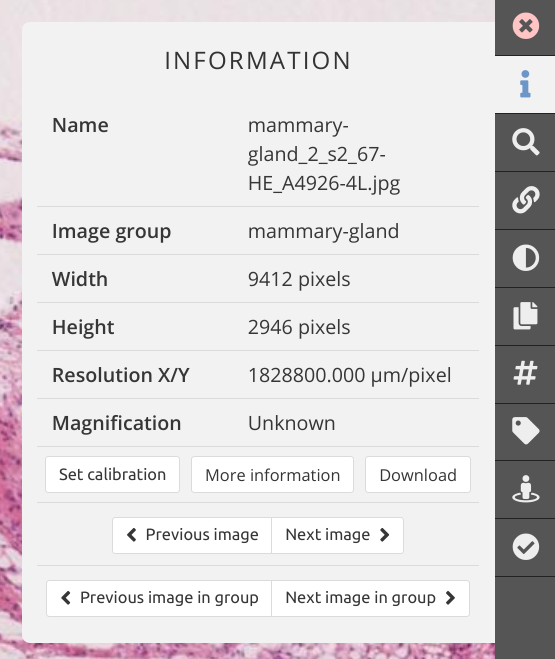 INFORMATION
Name
mammary-
gland_2_s2_67-
HE_A4926-4L.jpg
Image group mammary-gland
Width 9412 pixels
Height 2946 pixels
Resolution X/Y 1828800.000 µm/pixel
Magnification Unknown
Set calibration More information Download
Previous image Next image
Previous image in group Next image in group